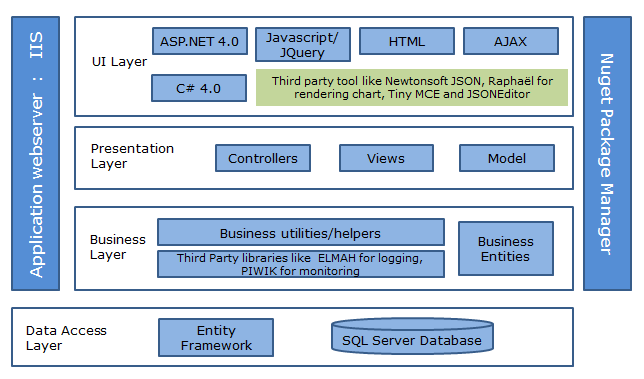 Application webserver : IIS
UI Layer
ASP.NET 4.0
Javascript/
JQuery
HTML
AJAX
C# 4.0
Third party tool like Newtonsoft JSON, Raphaël for
rendering chart, Tiny MCE and JSONEditor
Presentation
Layer
Controllers
Views
Model
Business
Layer
Business utilities/helpers
Third Party libraries like ELMAH for logging,
PIWIK for monitoring
Business
Entities
Nuget Package Manager
Data Access
Layer
Entity
Framework
SQL Server Database